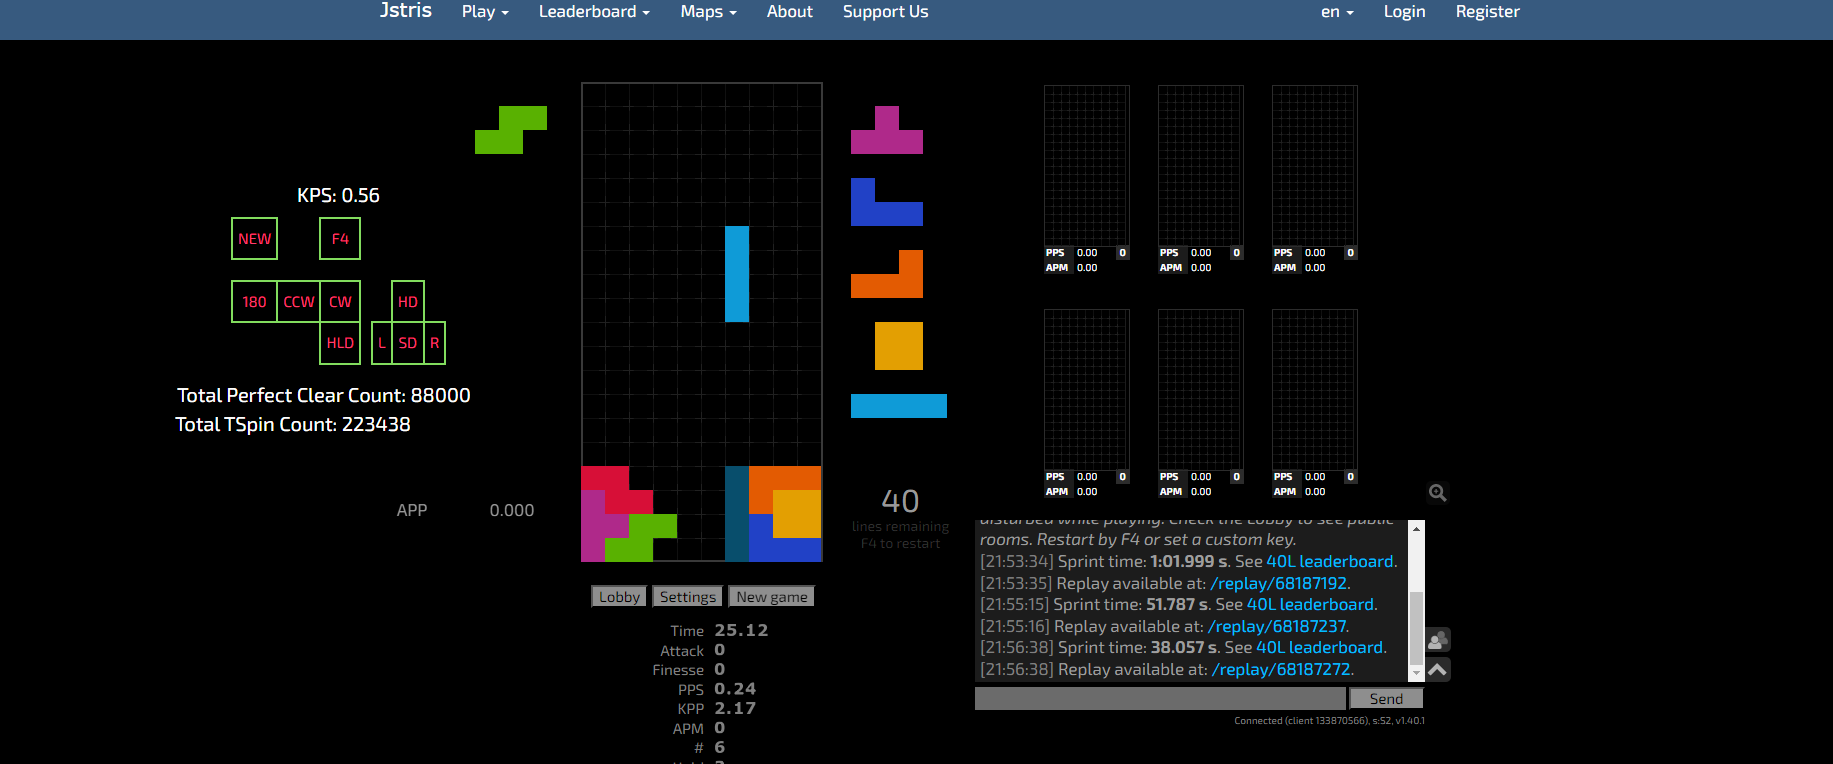 Jstris Play Leaderboard Maps About Support Us en Login Register
KPS: 0.56
NEW F4
180 CCW CW HD
HLD L SD R
Total Perfect Clear Count: 88000
Total TSpin Count: 223438
APP 0.000
40
lines remaining
F4 to restart
Lobby Settings New game
Time 25.12
Attack 0
Finesse 0
PPS 0.24
KPP 2.17
APM 0
# 6
PPS 0.00 0
APM 0.00
PPS 0.00 0
APM 0.00
PPS 0.00 0
APM 0.00
PPS 0.00 0
APM 0.00
PPS 0.00 0
APM 0.00
PPS 0.00 0
APM 0.00
disturbed while playing. Check the Lobby to see public
rooms. Restart by F4 or set a custom key.
[21:53:34] Sprint time: 1:01.999 s. See 40L leaderboard.
[21:53:35] Replay available at: /replay/68187192.
[21:55:15] Sprint time: 51.787 s. See 40L leaderboard.
[21:55:16] Replay available at: /replay/68187237.
[21:56:38] Sprint time: 38.057 s. See 40L leaderboard.
[21:56:38] Replay available at: /replay/68187272.
Send
Connected (client 133870566), s:52, v1.40.1